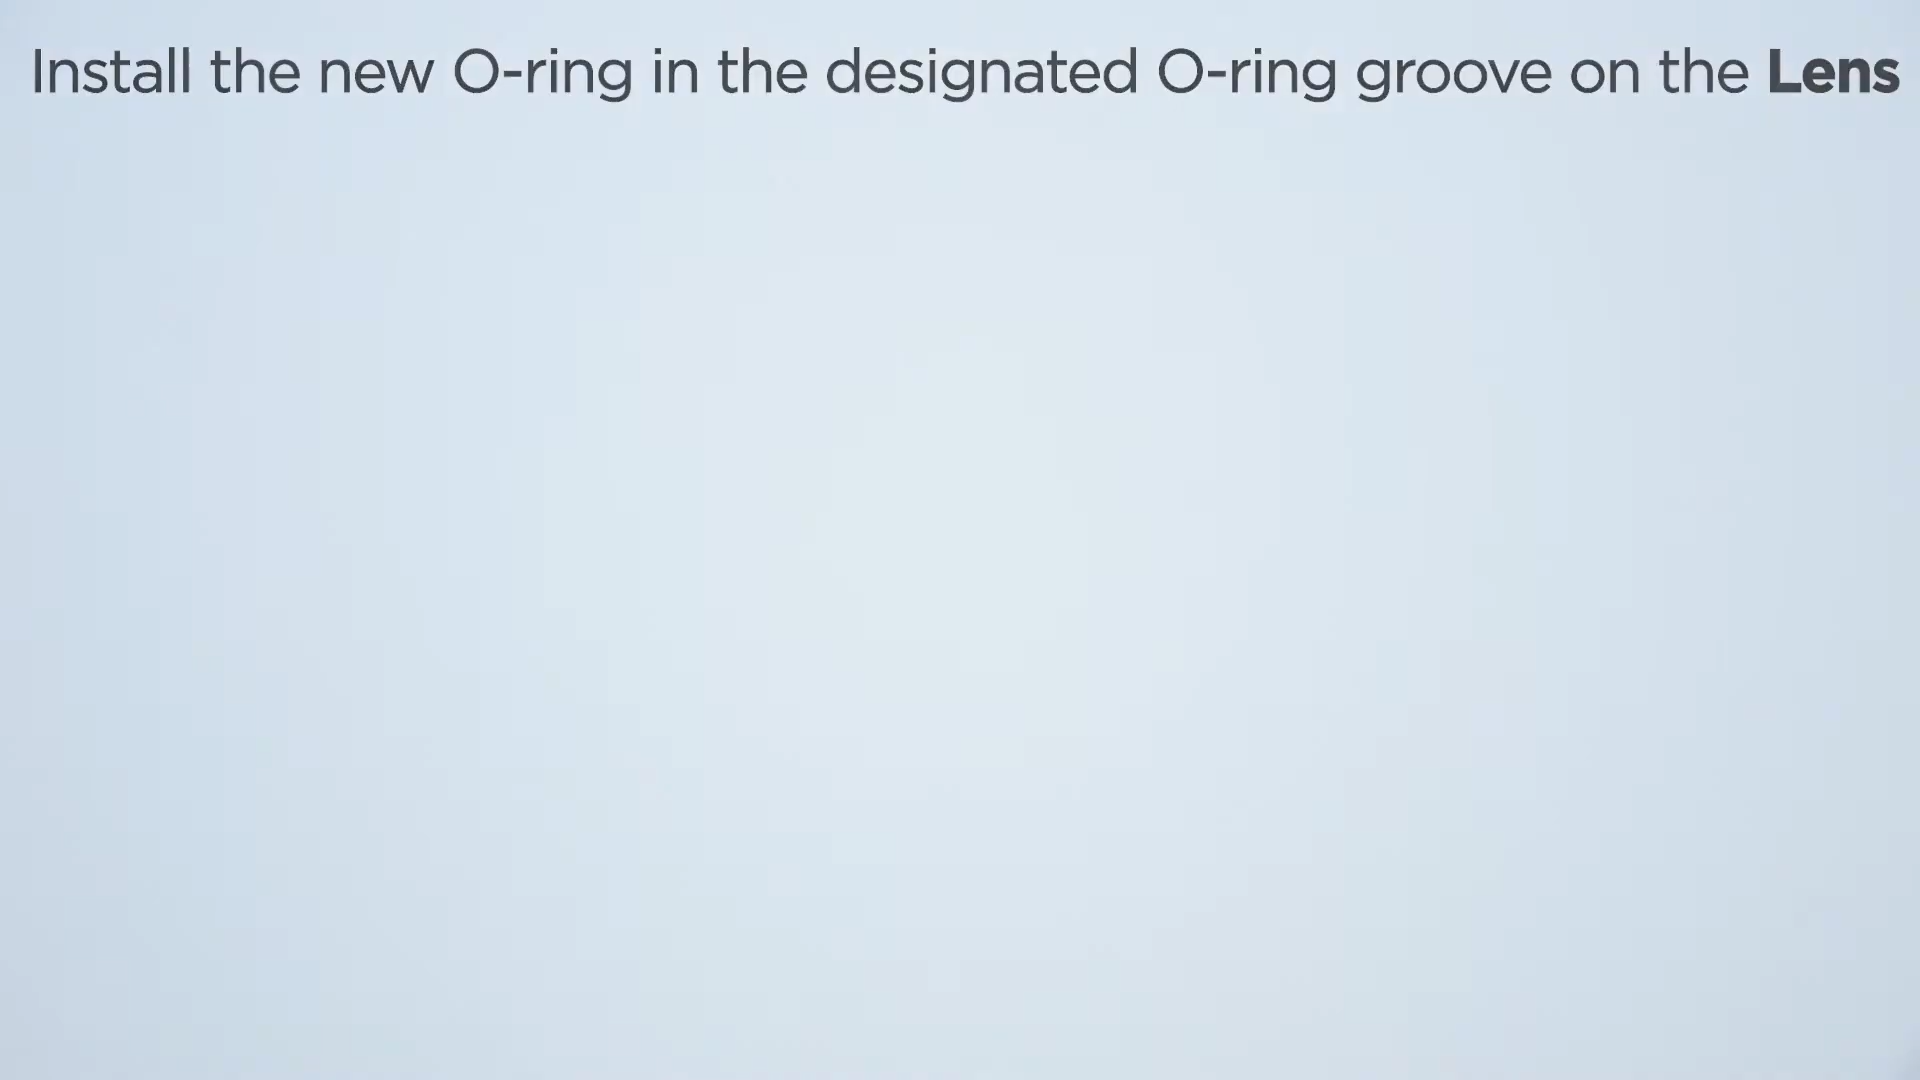 Install the new O-ring in the designated O-ring groove on the Lens